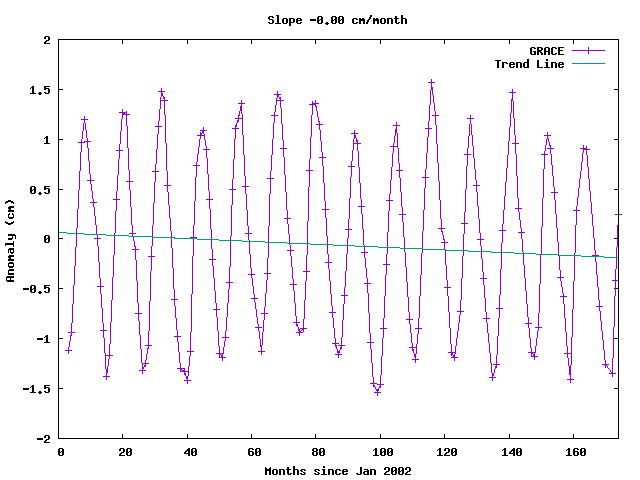 Slope -0.00 cm/month
GRACE
Trend Line
2
1.5
1
0.5
0
-0.5
-1
-1.5
-2
Anomaly (cm)
0 20 40 60 80 100 120 140 160
Months since Jan 2002